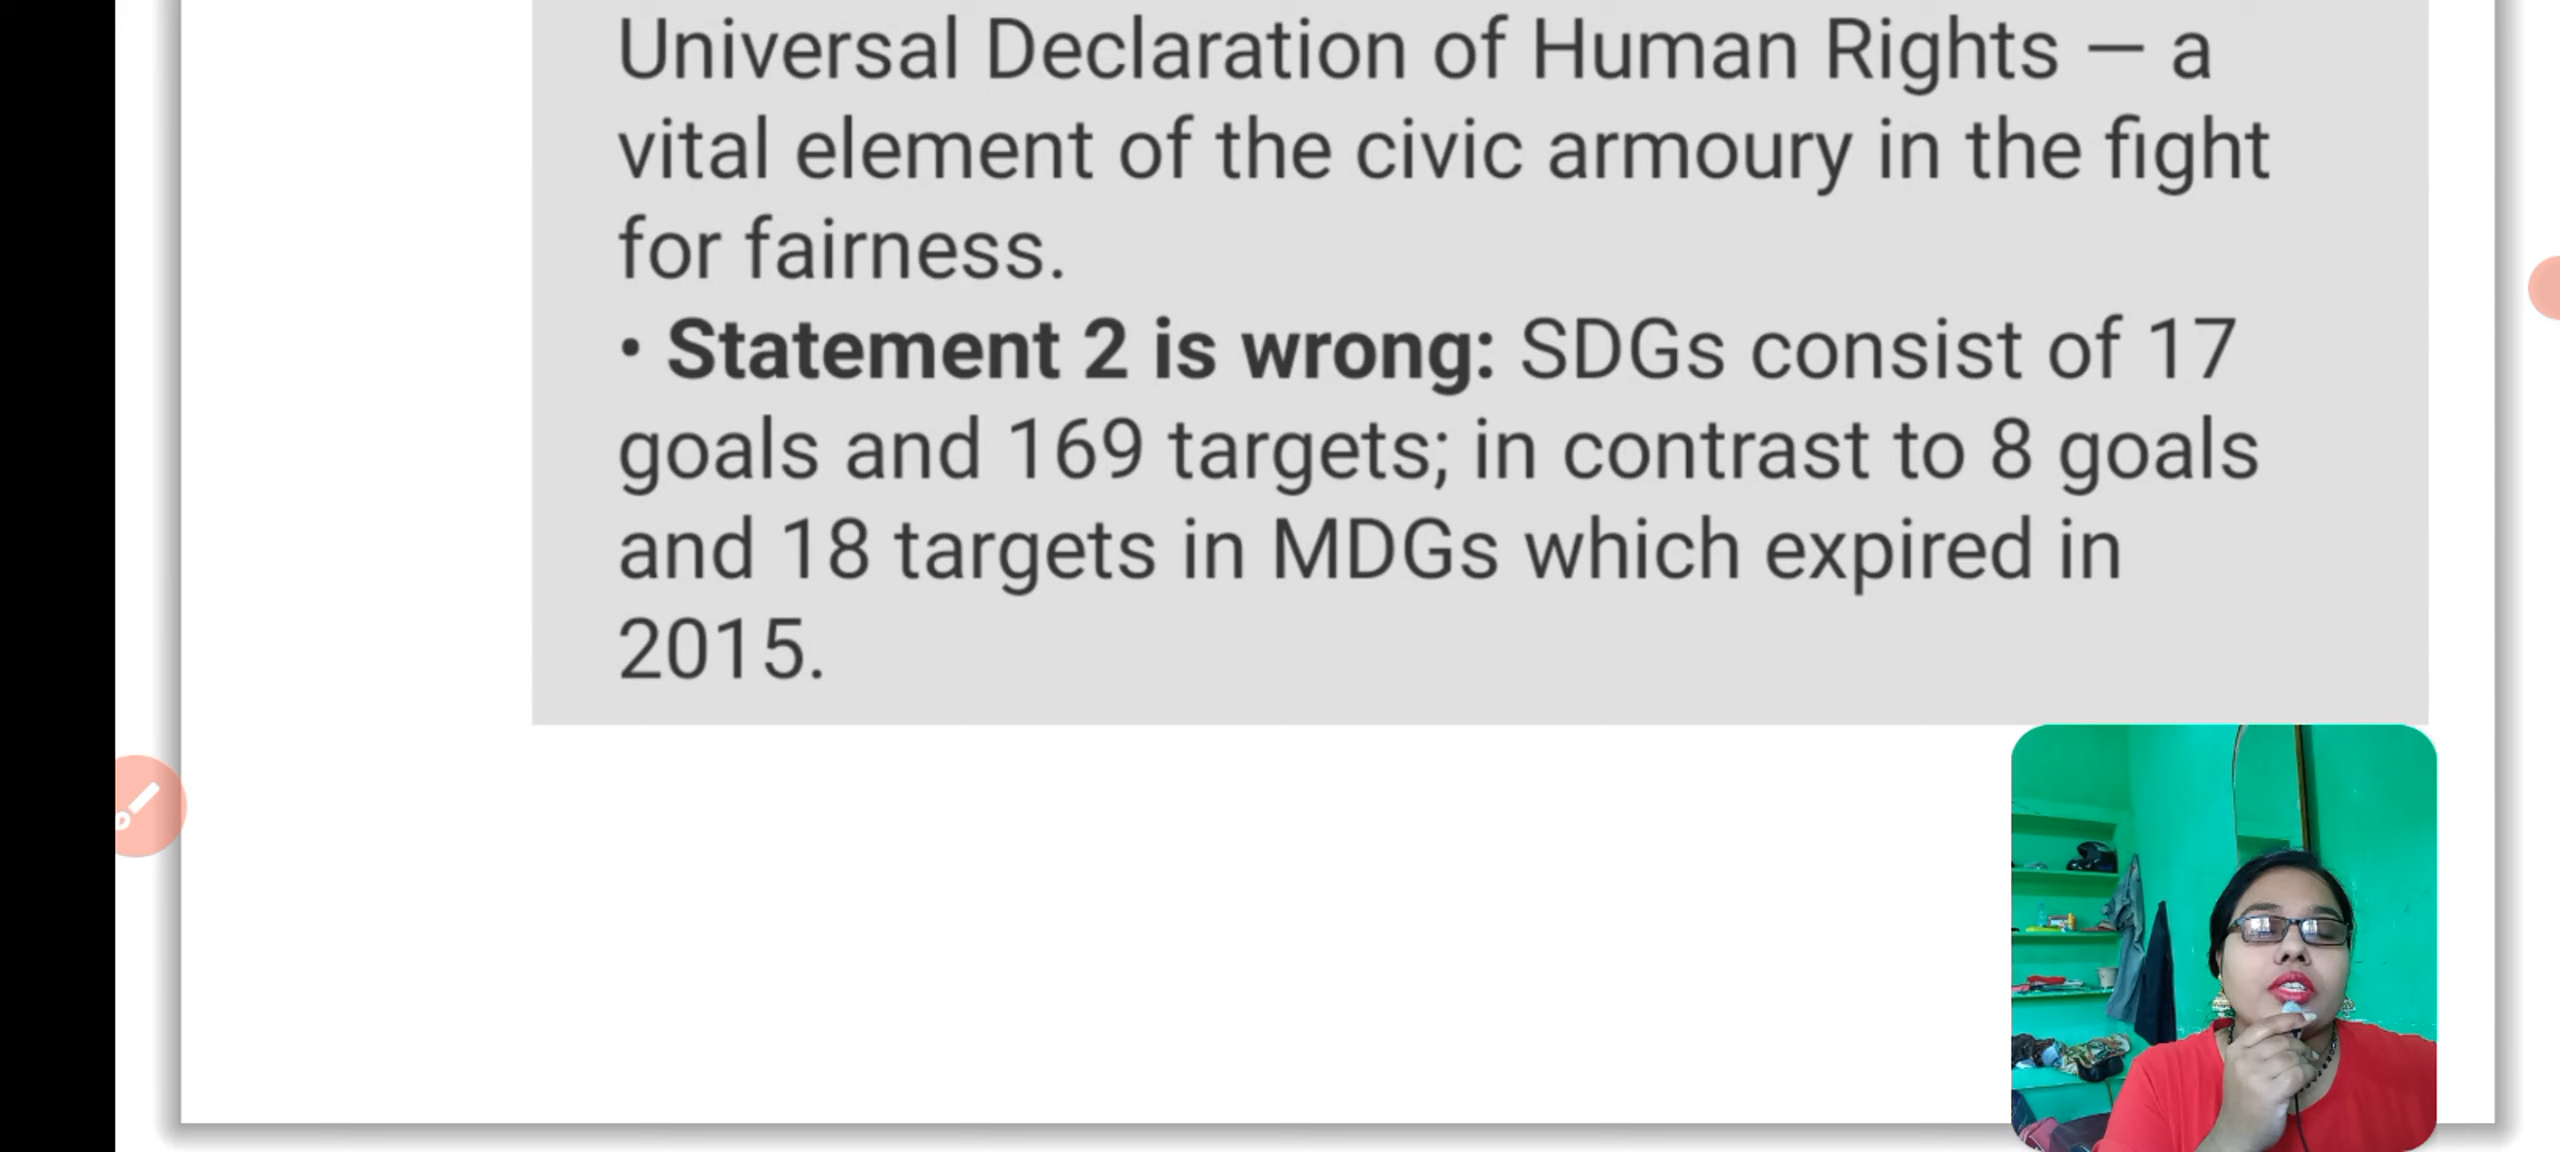 Universal Declaration of Human Rights — a
vital element of the civic armoury in the fight
for fairness.
• Statement 2 is wrong: SDGs consist of 17
goals and 169 targets; in contrast to 8 goals
and 18 targets in MDGs which expired in
2015.